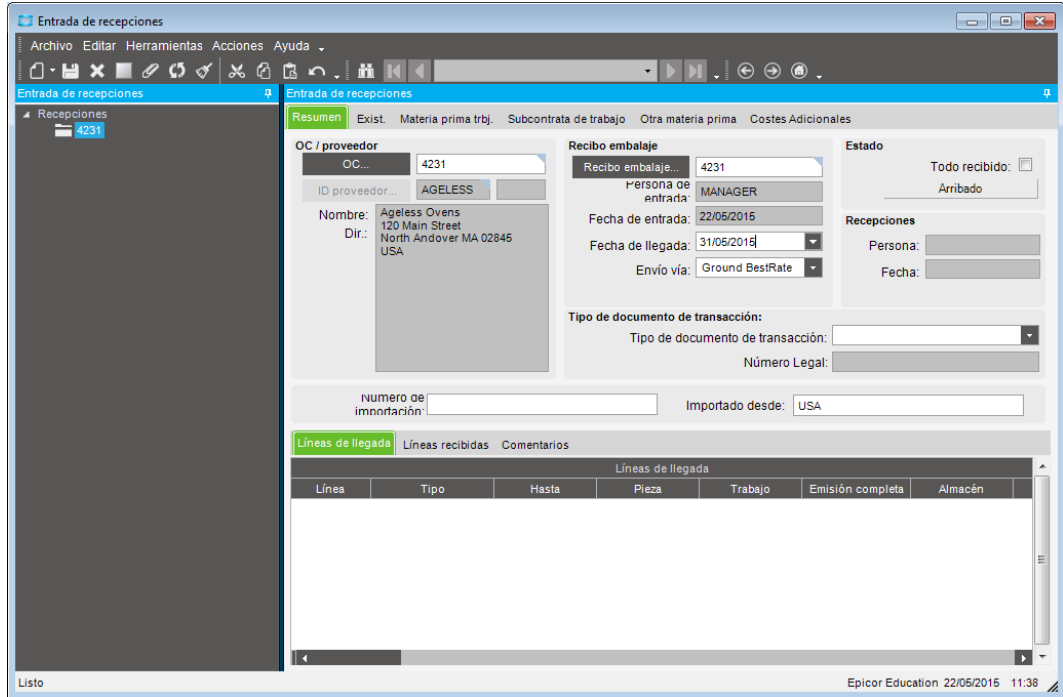 Entrada de recepciones
Archivo Editar Herramientas Acciones Ayuda
Entrada de recepciones
Recepciones
4231
Entrada de recepciones
Resumen Exist. Materia prima trbj. Subcontrata de trabajo Otra materia prima Costes Adicionales
OC / proveedor
OC... 4231
ID proveedor... AGELESS
Nombre: Ageless Ovens
Dir.: 120 Main Street
North Andover MA 02845
USA
Recibo embalaje
Recibo embalaje... 4231
Persona de entrada: MANAGER
Fecha de entrada: 22/05/2015
Fecha de llegada: 31/05/2015
Envío vía: Ground BestRate
Estado
Todo recibido:
Arribado
Recepciones
Persona:
Fecha:
Tipo de documento de transacción:
Tipo de documento de transacción:
Número Legal:
Numero de importación:
Importado desde: USA
Líneas de llegada Líneas recibidas Comentarios
Líneas de llegada
Línea Tipo Hasta Pieza Trabajo Emisión completa Almacén
Listo
Epicor Education 22/05/2015 11:38